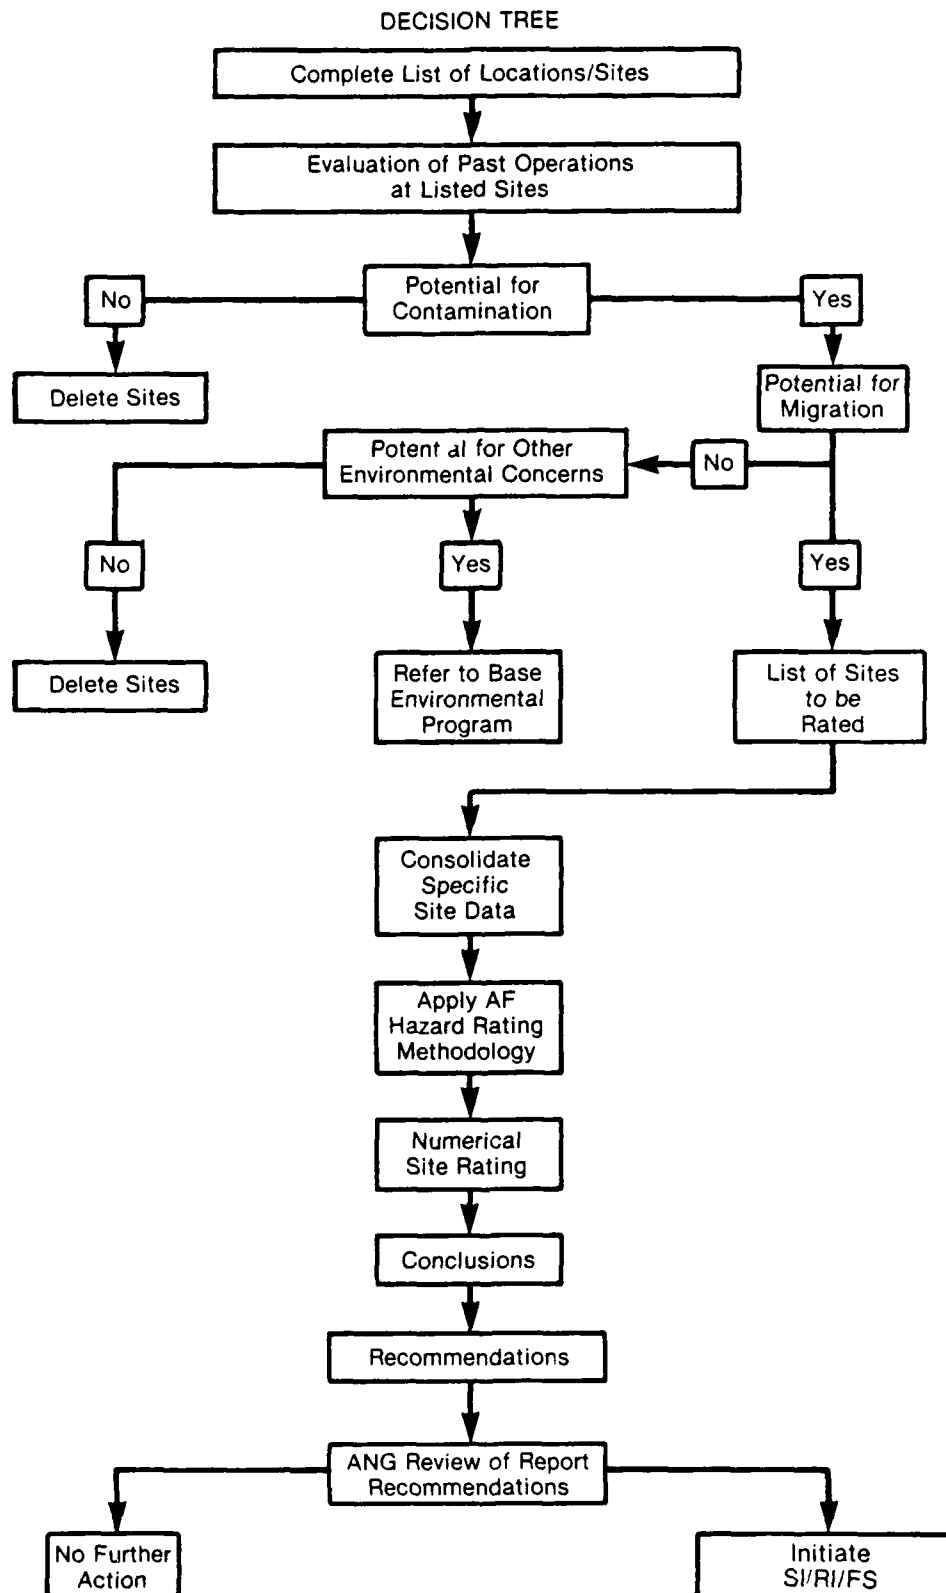 DECISION TREE
Complete List of Locations/Sites
Evaluation of Past Operations
at Listed Sites
Potential for
Contamination
No
Yes
Delete Sites
Potential for
Migration
Potent al for Other
Environmental Concerns
No
No
Yes
Yes
Delete Sites
Refer to Base
Environmental
Program
List of Sites
to be
Rated
Consolidate
Specific
Site Data
Apply AF
Hazard Rating
Methodology
Numerical
Site Rating
Conclusions
Recommendations
ANG Review of Report
Recommendations
No Further
Action
Initiate
SI/RI/FS